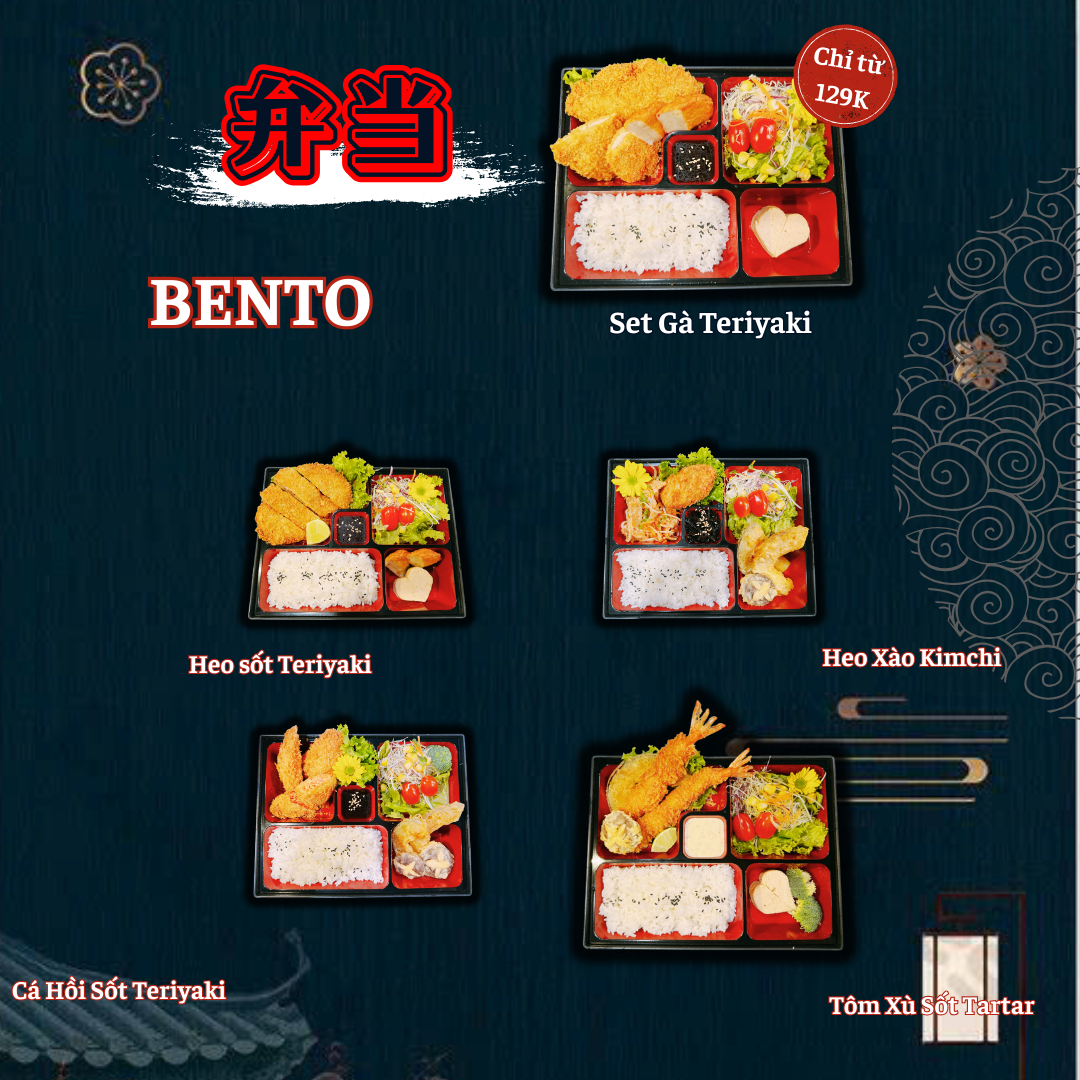 弁当
Chỉ từ
129K
BENTO
Set Gà Teriyaki
Heo sốt Teriyaki
Heo Xào Kimchi
Cá Hồi Sốt Teriyaki
Tôm Xù Sốt Tartar